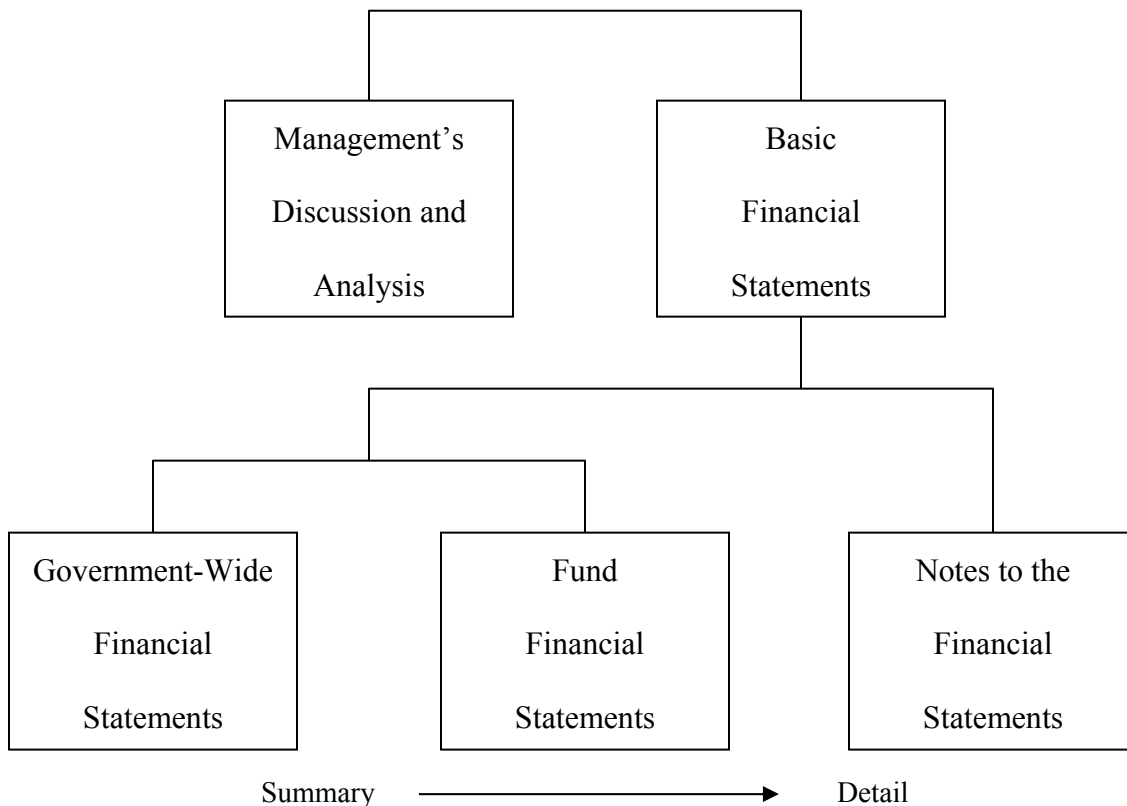 Management’s
Discussion and
Analysis
Basic
Financial
Statements
Government-Wide
Financial
Statements
Fund
Financial
Statements
Notes to the
Financial
Statements
Summary
Detail